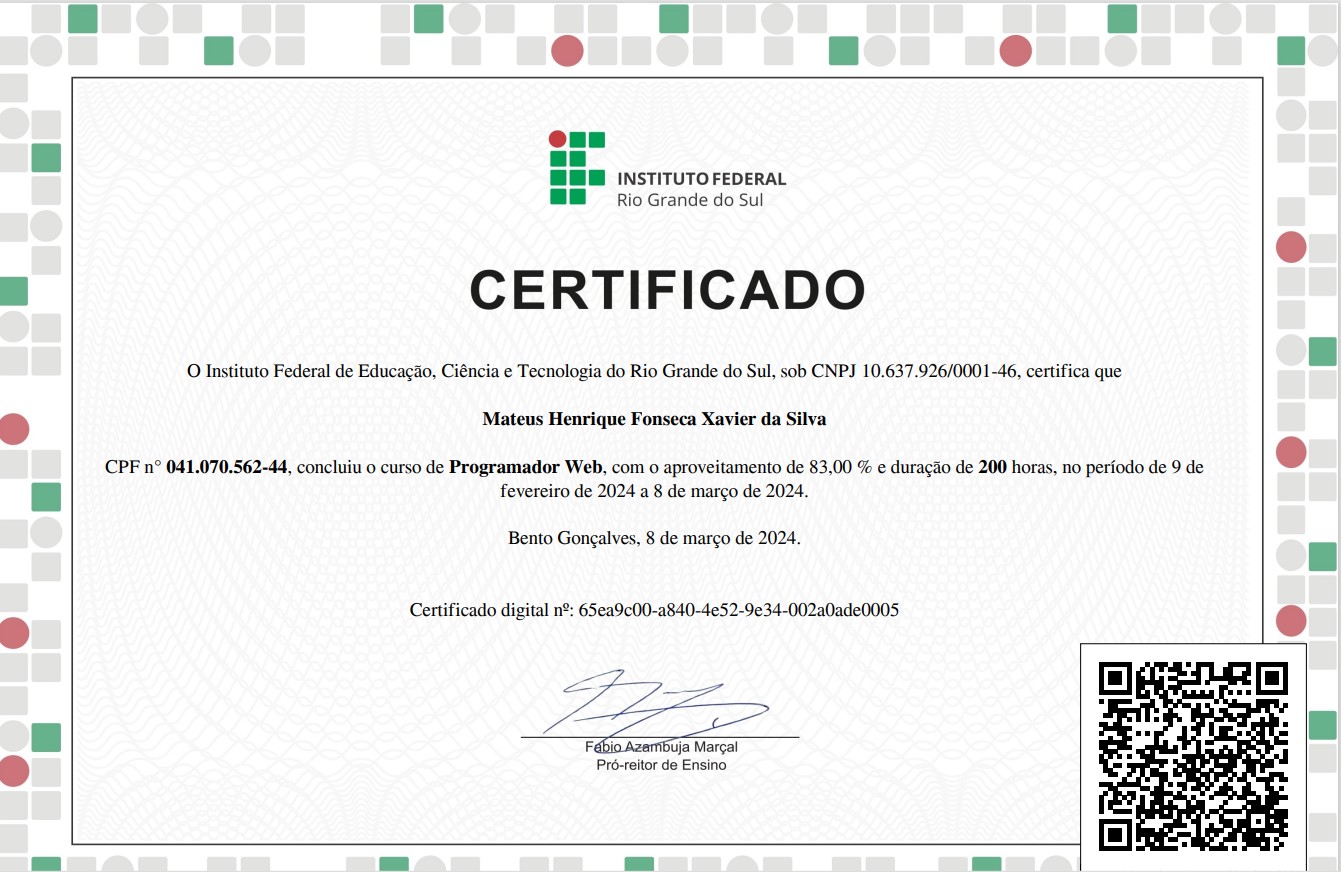 INSTITUTO FEDERAL
Rio Grande do Sul
CERTIFICADO
O Instituto Federal de Educação, Ciência e Tecnologia do Rio Grande do Sul, sob CNPJ 10.637.926/0001-46, certifica que
Mateus Henrique Fonseca Xavier da Silva
CPF n° 041.070.562-44, concluiu o curso de Programador Web, com o aproveitamento de 83,00 % e duração de 200 horas, no período de 9 de
fevereiro de 2024 a 8 de março de 2024.
Bento Gonçalves, 8 de março de 2024.
Certificado digital nº: 65ea9c00-a840-4e52-9e34-002a0ade0005
Fábio Azambuja Marçal
Pró-reitor de Ensino